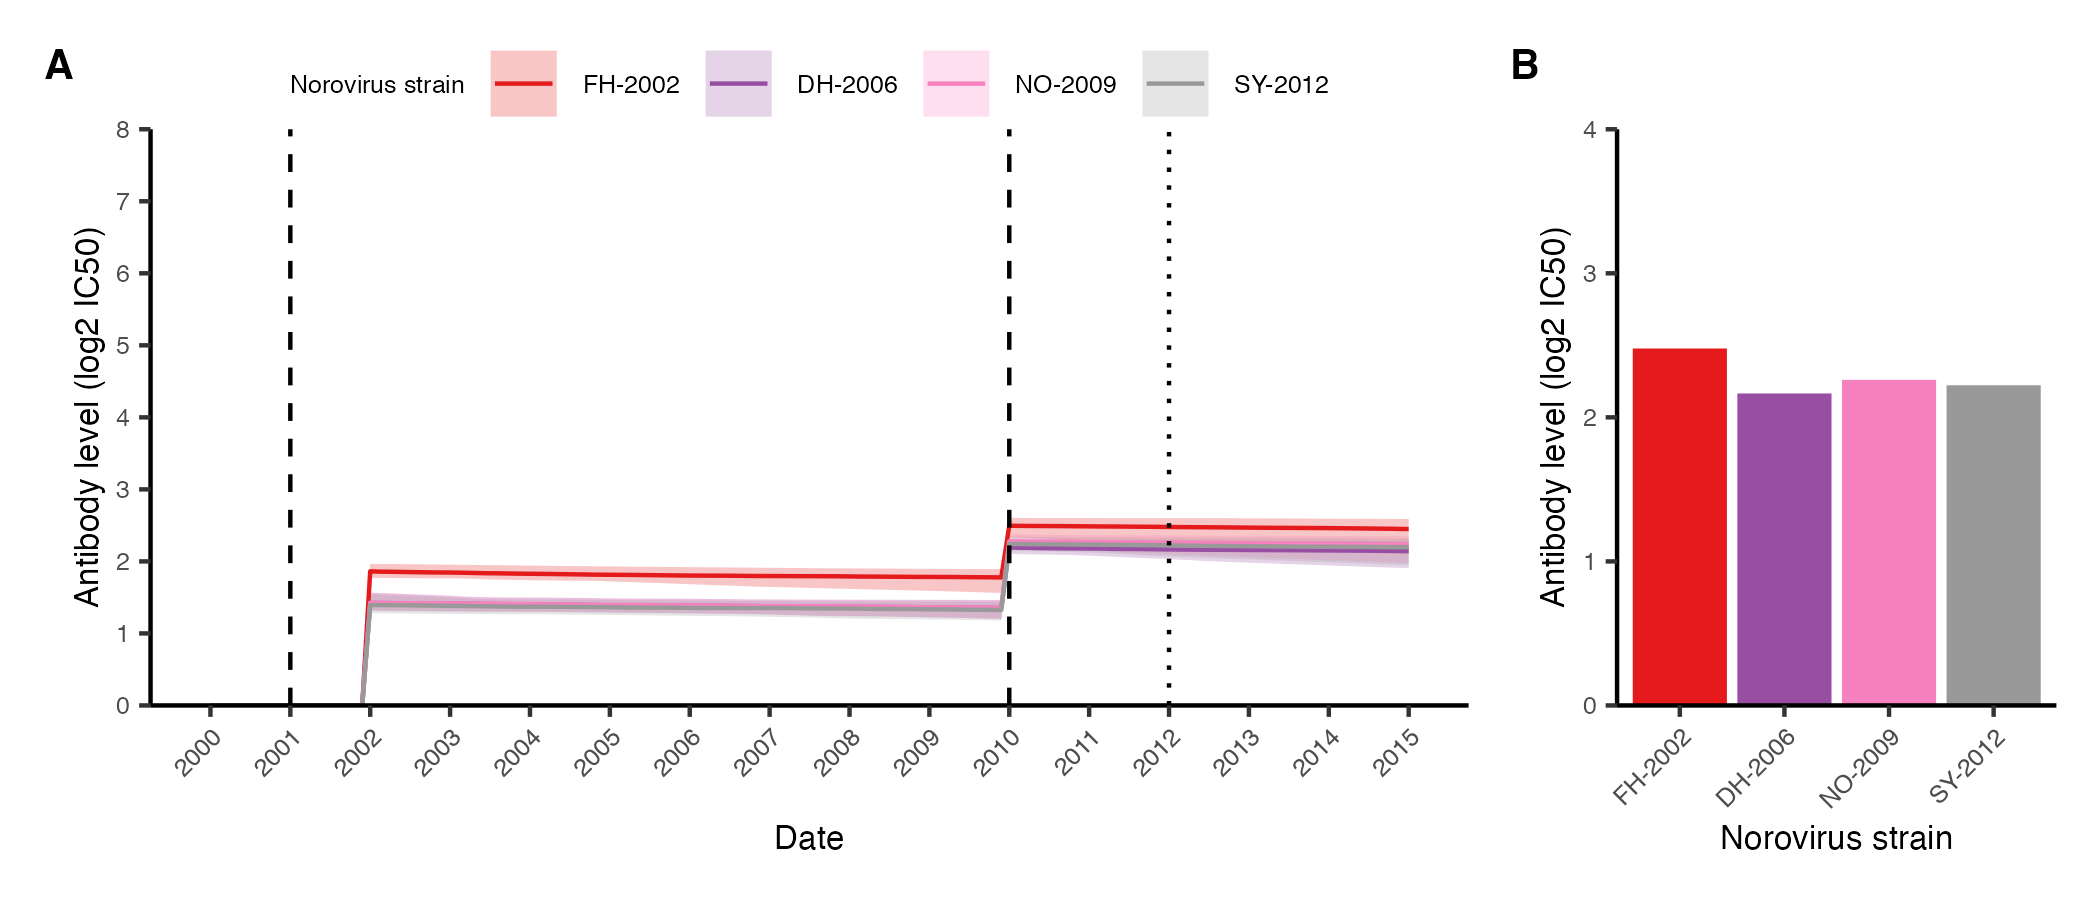 A
Norovirus strain FH-2002 DH-2006 NO-2009 SY-2012
Antibody level (log2 IC50)
8
7
6
5
4
3
2
1
0
2000 2001 2002 2003 2004 2005 2006 2007 2008 2009 2010 2011 2012 2013 2014 2015
Date
B
Antibody level (log2 IC50)
4
3
2
1
0
FH-2002 DH-2006 NO-2009 SY-2012
Norovirus strain